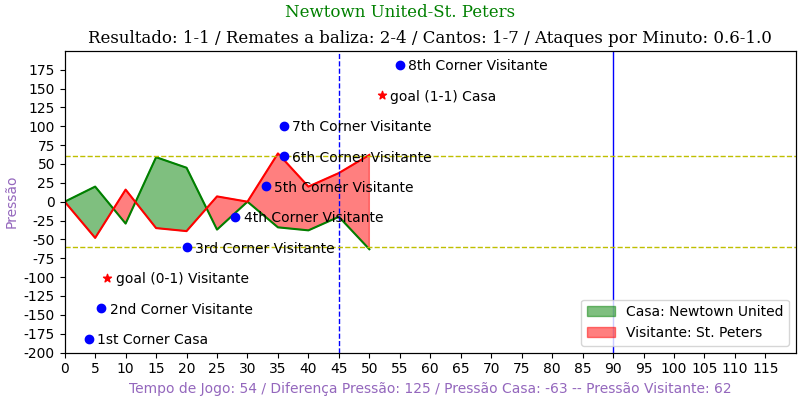 Newtown United-St. Peters
Resultado: 1-1 / Remates a baliza: 2-4 / Cantos: 1-7 / Ataques por Minuto: 0.6-1.0
Pressão
175
150
125
100
75
50
25
0
-25
-50
-75
-100
-125
-150
-175
-200
8th Corner Visitante
goal (1-1) Casa
7th Corner Visitante
6th Corner Visitante
5th Corner Visitante
4th Corner Visitante
3rd Corner Visitante
goal (0-1) Visitante
2nd Corner Visitante
1st Corner Casa
Casa: Newtown United
Visitante: St. Peters
0 5 10 15 20 25 30 35 40 45 50 55 60 65 70 75 80 85 90 95 100 105 110 115
Tempo de Jogo: 54 / Diferença Pressão: 125 / Pressão Casa: -63 -- Pressão Visitante: 62